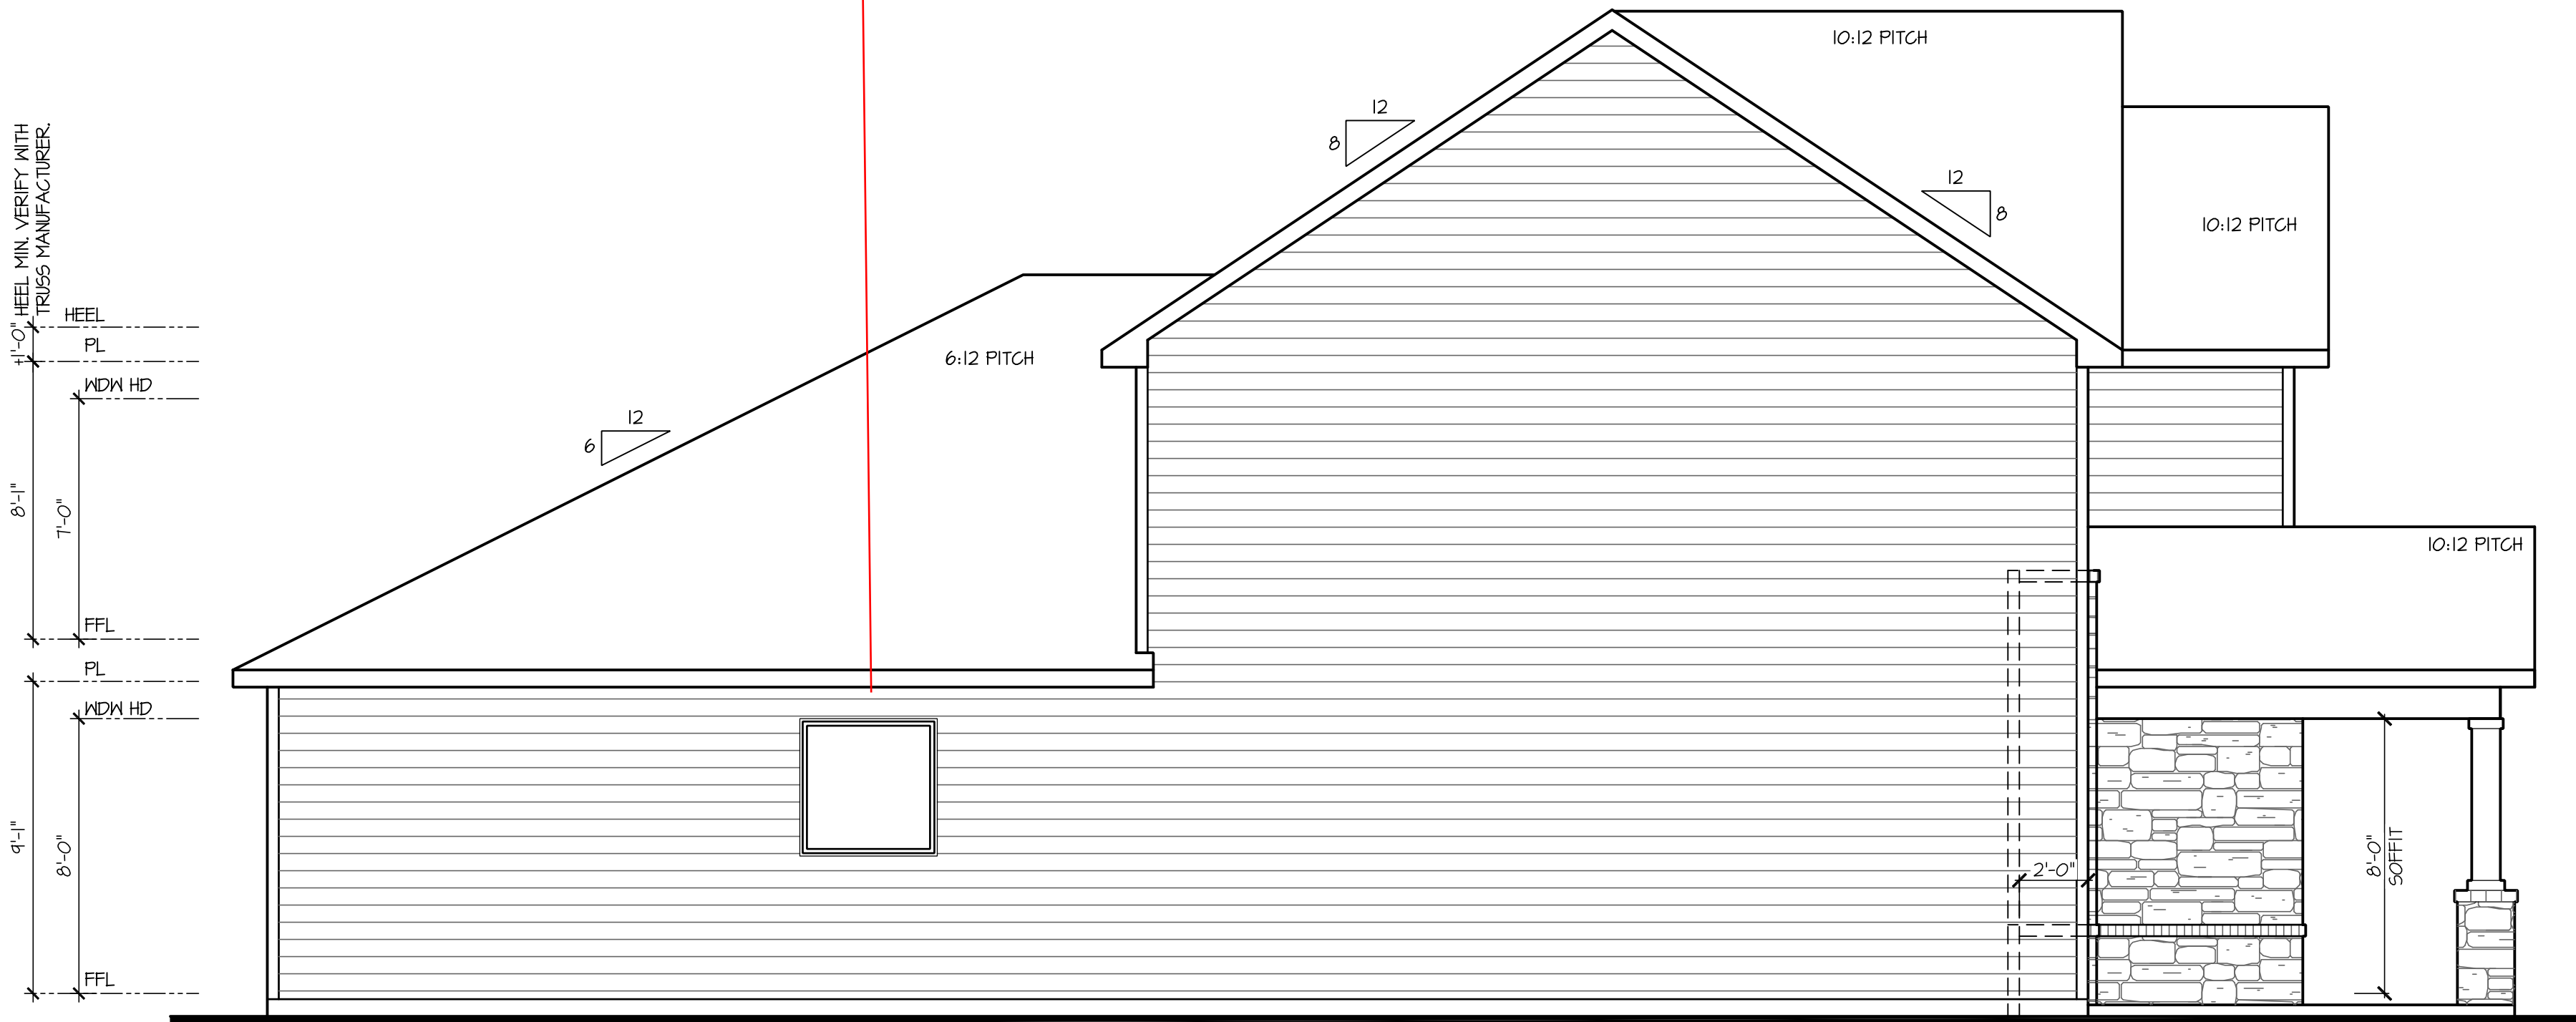 10:12 PITCH
12
8
HEEL MIN. VERIFY WITH
TRUSS MANUFACTURER.
12
8
10:12 PITCH
HEEL
±1'-0"
PL
6:12 PITCH
WDW HD
12
6
8'-1"
7'-0"
10:12 PITCH
FFL
PL
WDW HD
9'-1"
8'-0"
2'-0"
8'-0"
SOFFIT
FFL